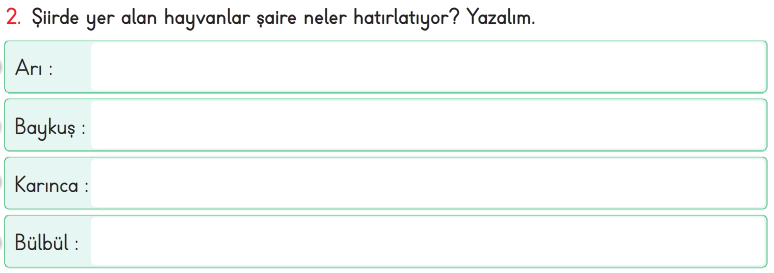 2. Şiirde yer alan hayvanlar şaire neler hatırlatıyor? Yazalım.
Arı :
Baykuş :
Karınca :
Bülbül :